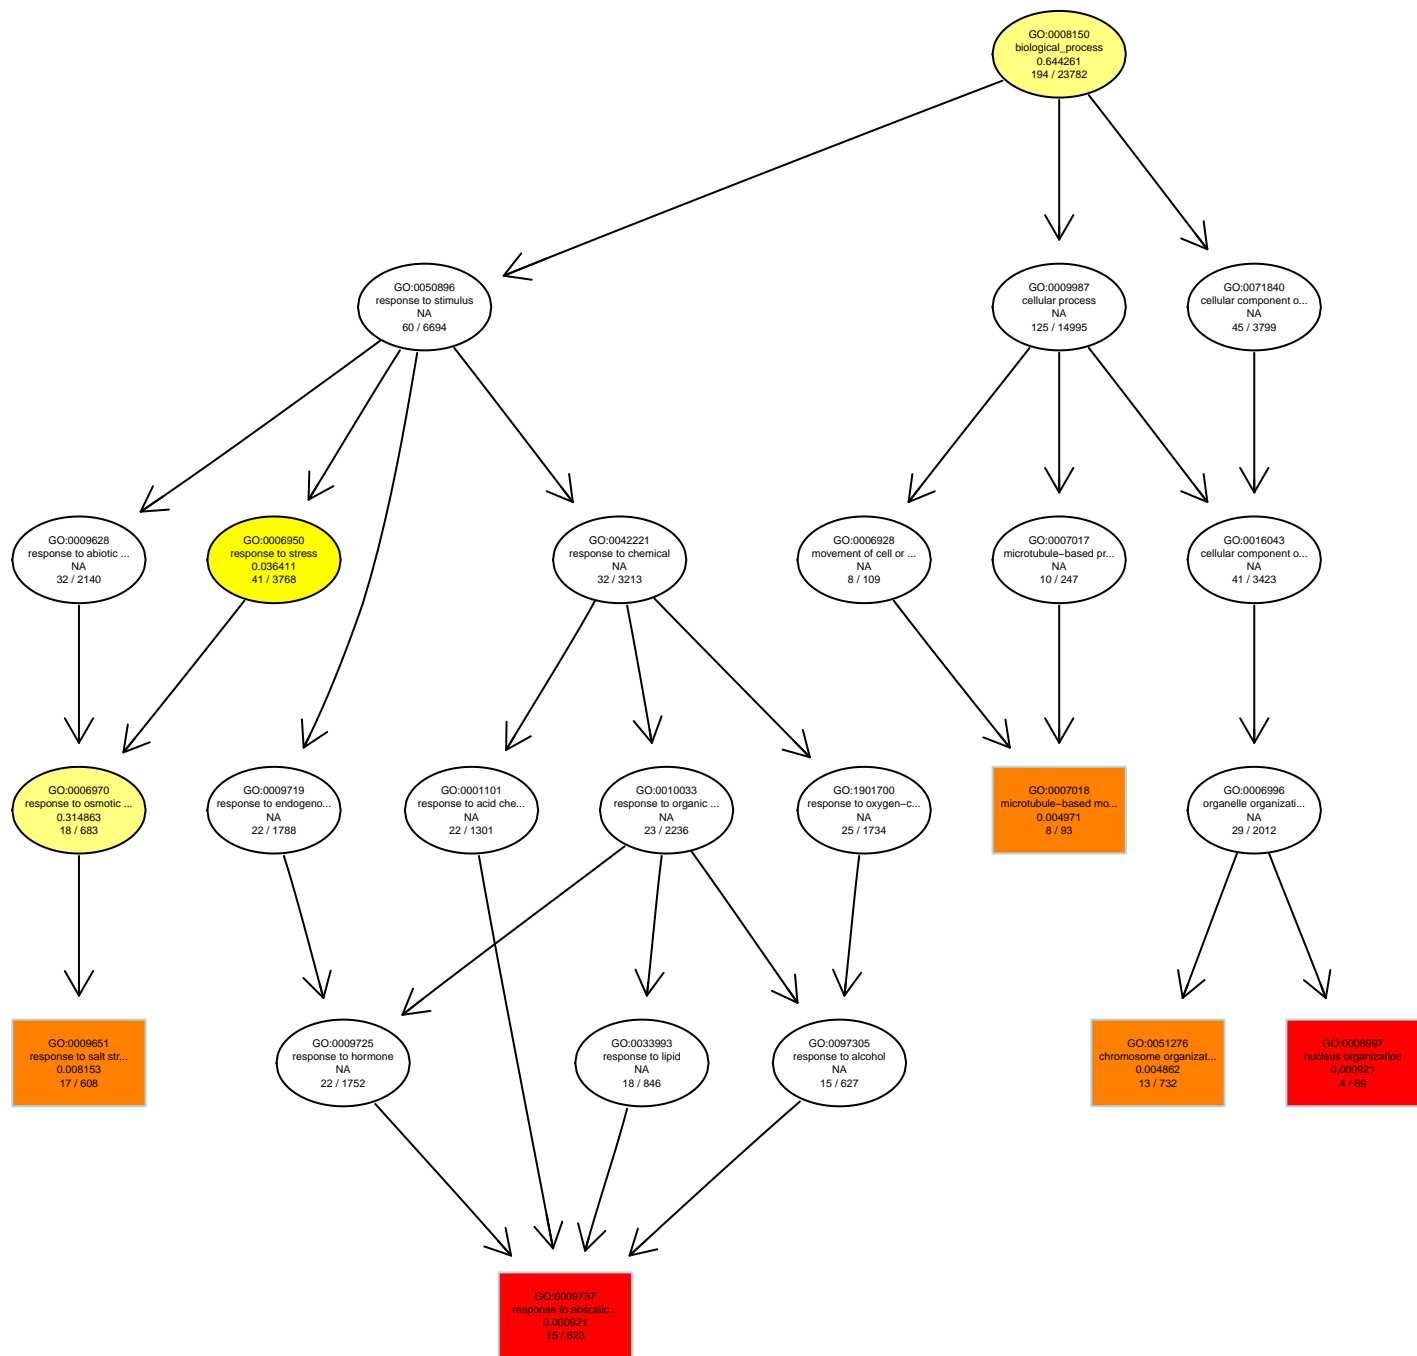 GO:0008150
biological_process
0.644261
194 / 23782
GO:0050896
response to stimulus
NA
60 / 6694
GO:0009987
cellular process
NA
125 / 14995
GO:0071840
cellular component o...
NA
45 / 3799
GO:0009628
response to abiotic ...
NA
32 / 2140
GO:0006950
response to stress
0.036411
41 / 3768
GO:0042221
response to chemical
NA
32 / 3213
GO:0006928
movement of cell or ...
NA
8 / 109
GO:0007017
microtubule−based pr...
NA
10 / 247
GO:0016043
cellular component o...
NA
41 / 3423
GO:0006970
response to osmotic ...
0.314863
18 / 683
GO:0009719
response to endogeno...
NA
22 / 1788
GO:0001101
response to acid che...
NA
22 / 1301
GO:0010033
response to organic ...
NA
23 / 2236
GO:1901700
response to oxygen−c...
NA
25 / 1734
GO:0007018
microtubule−based mo...
0.004971
8 / 93
GO:0006996
organelle organizati...
NA
29 / 2012
GO:0009651
response to salt str...
0.008153
17 / 608
GO:0009725
response to hormone
NA
22 / 1752
GO:0033993
response to lipid
NA
18 / 846
GO:0097305
response to alcohol
NA
15 / 627
GO:0051276
chromosome organizat...
0.004862
13 / 732
GO:0006997
nucleus organization
0.000921
4 / 69
GO:0009737
response to abscisic...
0.000921
15 / 623